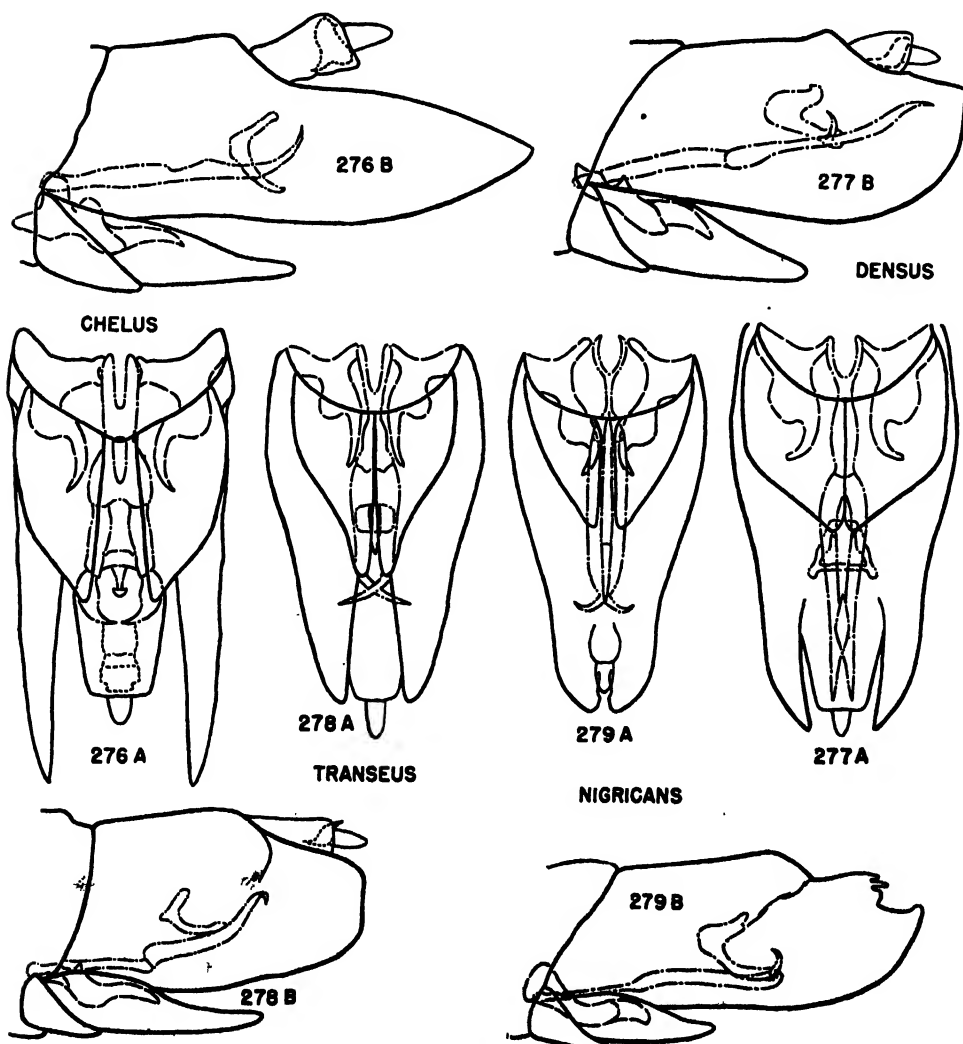 276 B
277 B
DENSUS
CHELUS
276 A
278 A
279 A
277 A
TRANSEUS
NIGRICANS
278 B
279 B